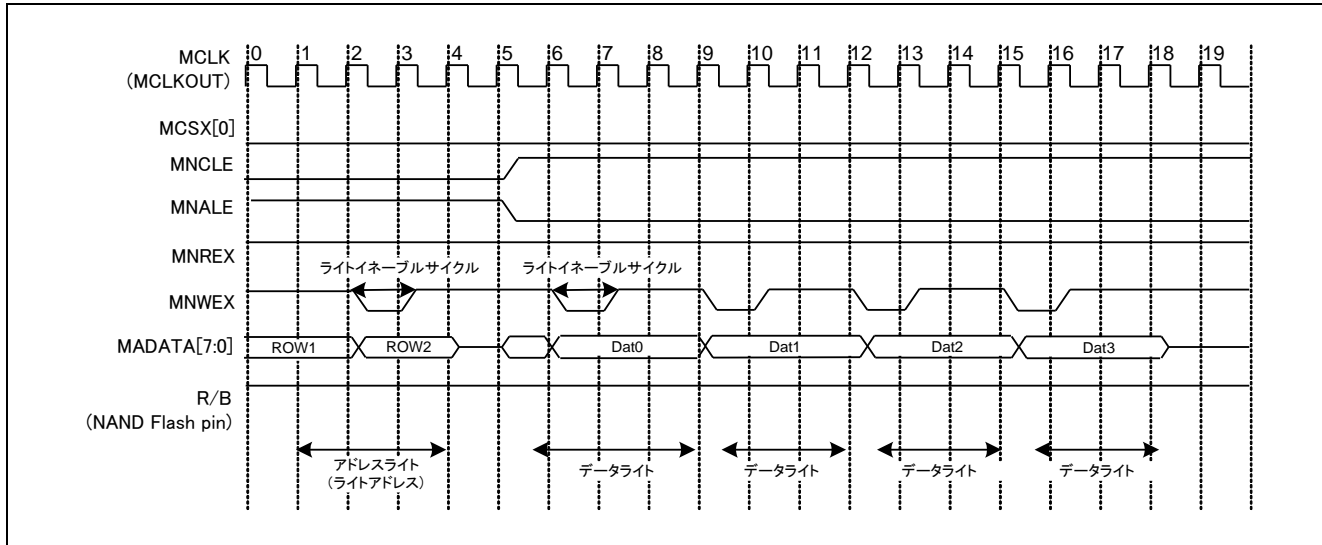 MCLK
(MCLKOUT)
0 1 2 3 4 5 6 7 8 9 10 11 12 13 14 15 16 17 18 19
MCSX[0]
MNCLE
MNALE
MNREX
ライトイネーブルサイクル ライトイネーブルサイクル
MNWEX
MADATA[7:0] ROW1 ROW2 Dat0 Dat1 Dat2 Dat3
R/B
(NAND Flash pin)
アドレスライト
(ライトアドレス)
データライト データライト データライト データライト